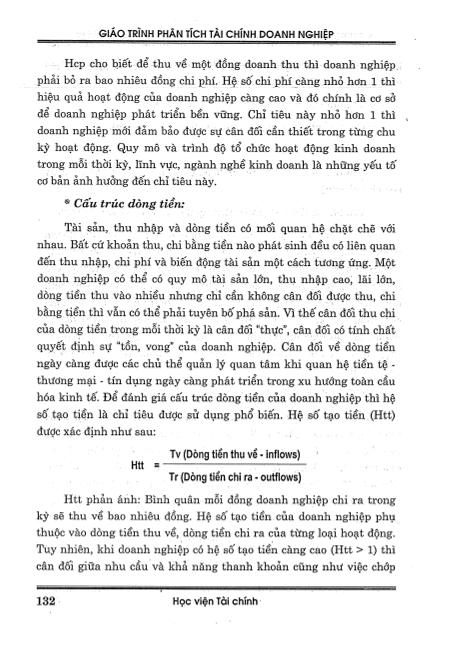 GIÁO TRÌNH PHÂN TÍCH TÀI CHÍNH DOANH NGHIỆP
Hcp cho biết để thu về một đồng doanh thu thì doanh nghiệp
phải bỏ ra bao nhiêu đồng chi phí. Hệ số chi phí càng nhỏ hơn 1 thì
hiệu quả hoạt động của doanh nghiệp càng cao và đó chính là cơ sở
để doanh nghiệp phát triển bền vững. Chỉ tiêu này nhỏ hơn 1 thì
doanh nghiệp mới đảm bảo được sự cân đối cần thiết trong từng chu
kỳ hoạt động. Quy mô và trình độ tổ chức hoạt động kinh doanh
trong mỗi thời kỳ, lĩnh vực, ngành nghề kinh doanh là những yếu tố
cơ bản ảnh hưởng đến chỉ tiêu này.
* Cấu trúc dòng tiền:
Tài sản, thu nhập và dòng tiền có mối quan hệ chặt chẽ với
nhau. Bất cứ khoản thu, chi bằng tiền nào phát sinh đều có liên quan
đến thu nhập, chi phí và biến động tài sản một cách tương ứng. Một
doanh nghiệp có thể có quy mô tài sản lớn, thu nhập cao, lãi lớn,
dòng tiền thu vào nhiều nhưng chỉ cần không cân đối được thu, chi
bằng tiền thì vẫn có thể phải tuyên bố phá sản. Vì thế cân đối thu chi
của dòng tiền trong mỗi thời kỳ là cân đối "thực", cân đối có tính chất
quyết định sự "tồn, vong" của doanh nghiệp. Cân đối về dòng tiền
ngày càng được các chủ thể quản lý quan tâm khi quan hệ tiền tệ -
thương mại - tín dụng ngày càng phát triển trong xu hướng toàn cầu
hóa kinh tế. Để đánh giá cấu trúc dòng tiền của doanh nghiệp thì hệ
số tạo tiền là chỉ tiêu được sử dụng phổ biến. Hệ số tạo tiền (Htt)
được xác định như sau:
Tv (Dòng tiền thu về - inflows)
Htt =
Tr (Dòng tiền chi ra - outflows)
Htt phản ánh: Bình quân mỗi đồng doanh nghiệp chi ra trong
kỳ sẽ thu về bao nhiêu đồng. Hệ số tạo tiền của doanh nghiệp phụ
thuộc vào dòng tiền thu về, dòng tiền chi ra của từng loại hoạt động.
Tuy nhiên, khi doanh nghiệp có hệ số tạo tiền càng cao (Htt > 1) thì
cân đối giữa nhu cầu và khả năng thanh khoản cũng như việc chớp
132 Học viện Tài chính